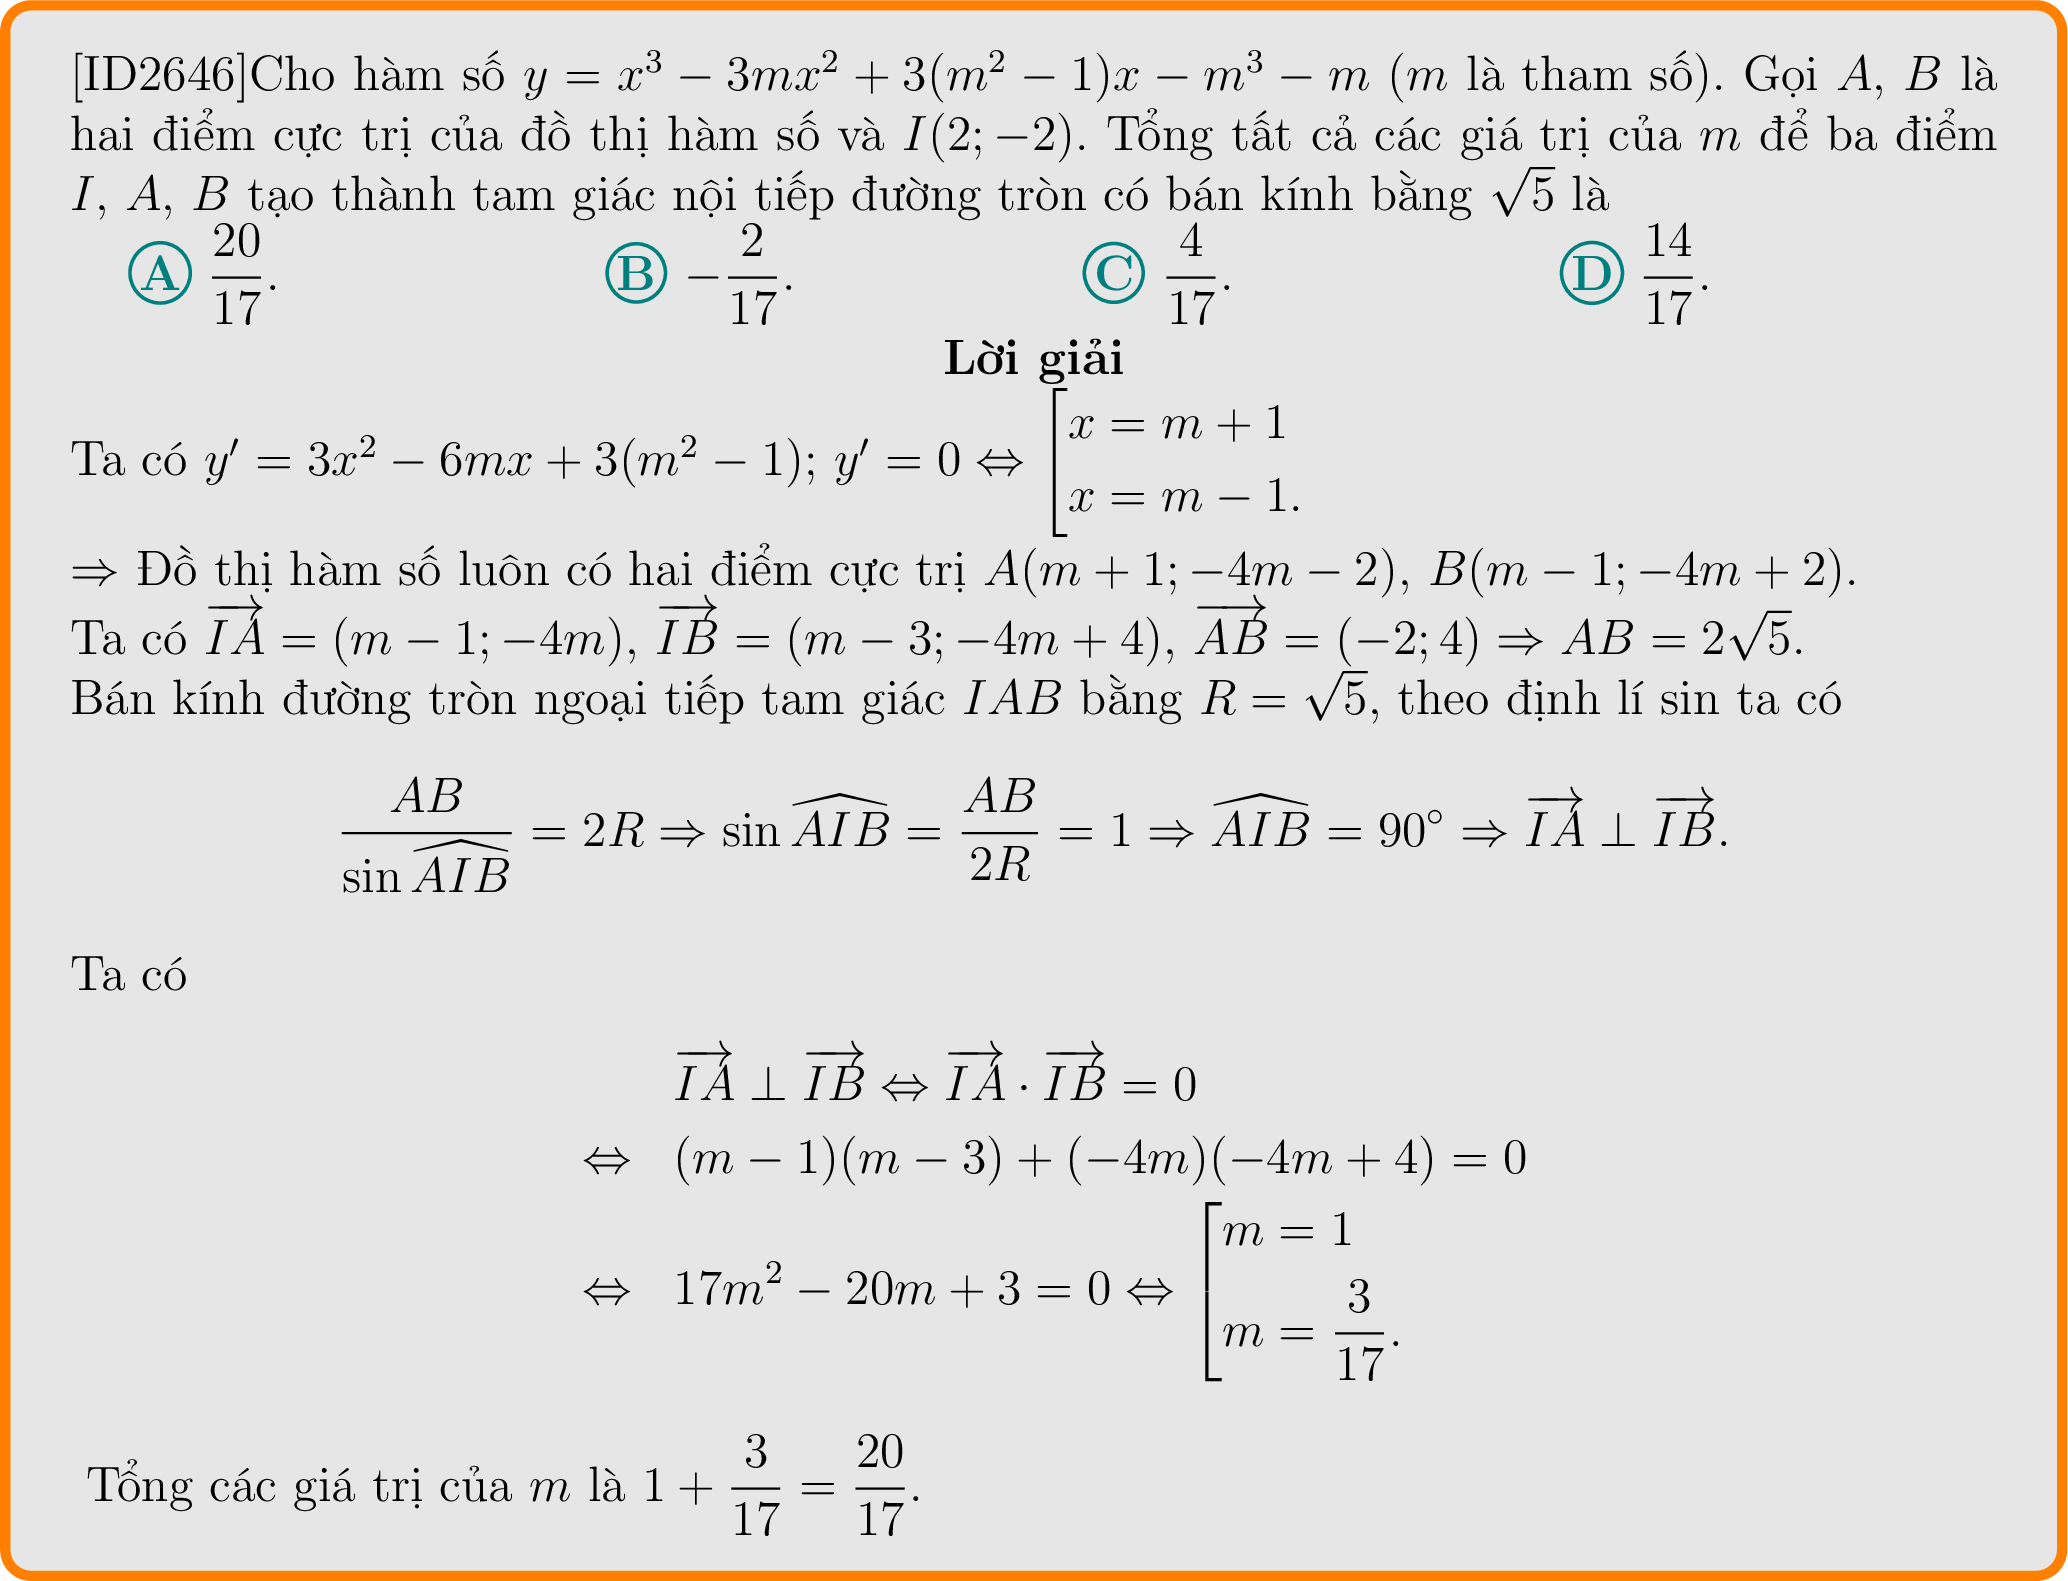 [ID2646]Cho hàm số $y = x^3 - 3mx^2 + 3(m^2 - 1)x - m^3 - m$ ($m$ là tham số). Gọi $A$, $B$ là
hai điểm cực trị của đồ thị hàm số và $I(2; -2)$. Tổng tất cả các giá trị của $m$ để ba điểm
$I$, $A$, $B$ tạo thành tam giác nội tiếp đường tròn có bán kính bằng $\sqrt{5}$ là
Ⓐ $\dfrac{20}{17}$. Ⓑ $-\dfrac{2}{17}$. Ⓒ $\dfrac{4}{17}$. Ⓓ $\dfrac{14}{17}$.
Lời giải
Ta có $y' = 3x^2 - 6mx + 3(m^2 - 1)$; $y' = 0 \Leftrightarrow \left[\begin{array}{l} x = m + 1 \\ x = m - 1. \end{array}\right.$
$\Rightarrow$ Đồ thị hàm số luôn có hai điểm cực trị $A(m + 1; -4m - 2)$, $B(m - 1; -4m + 2)$.
Ta có $\overrightarrow{IA} = (m - 1; -4m)$, $\overrightarrow{IB} = (m - 3; -4m + 4)$, $\overrightarrow{AB} = (-2; 4) \Rightarrow AB = 2\sqrt{5}$.
Bán kính đường tròn ngoại tiếp tam giác $IAB$ bằng $R = \sqrt{5}$, theo định lí sin ta có
$\dfrac{AB}{\sin \widehat{AIB}} = 2R \Rightarrow \sin \widehat{AIB} = \dfrac{AB}{2R} = 1 \Rightarrow \widehat{AIB} = 90^\circ \Rightarrow \overrightarrow{IA} \perp \overrightarrow{IB}$.
Ta có
$\overrightarrow{IA} \perp \overrightarrow{IB} \Leftrightarrow \overrightarrow{IA} \cdot \overrightarrow{IB} = 0$
$\Leftrightarrow (m - 1)(m - 3) + (-4m)(-4m + 4) = 0$
$\Leftrightarrow 17m^2 - 20m + 3 = 0 \Leftrightarrow \left[\begin{array}{l} m = 1 \\ m = \dfrac{3}{17}. \end{array}\right.$
Tổng các giá trị của $m$ là $1 + \dfrac{3}{17} = \dfrac{20}{17}$.